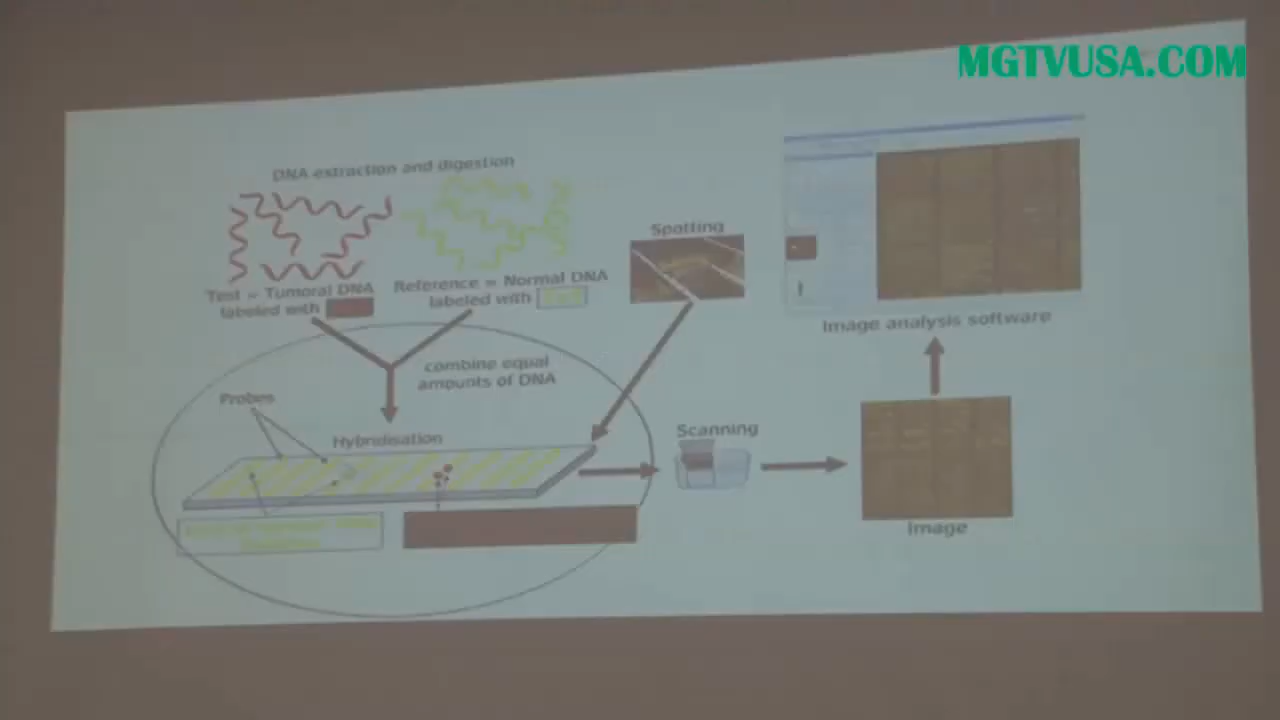 MGTVUSA.COM
DNA extraction and digestion
Spotting
Test = Tumoral DNA
labeled with
Reference = Normal DNA
labeled with
Image analysis software
combine equal
amounts of DNA
Probes
Hybridisation
Scanning
Image